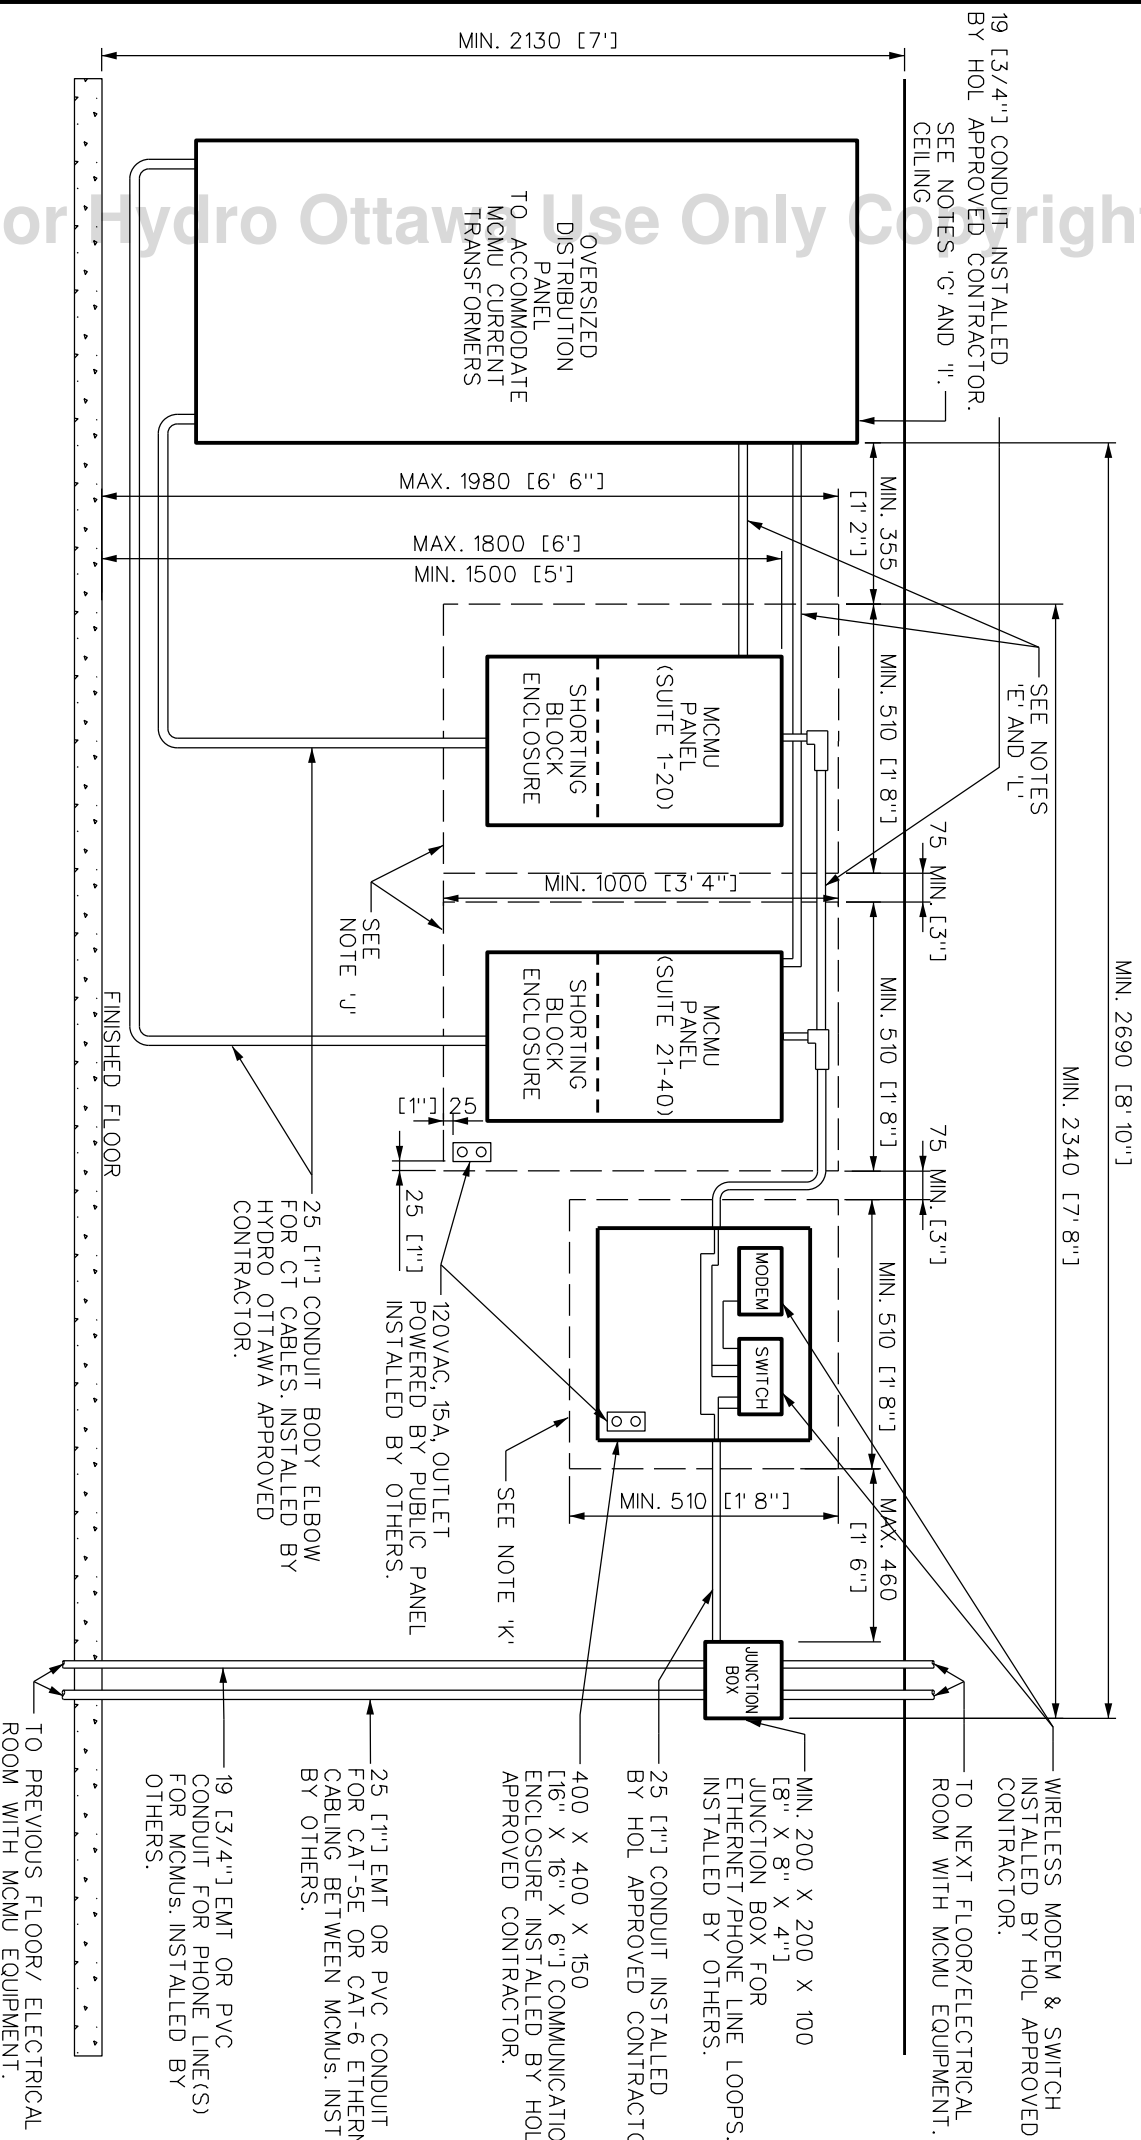 or Hydro Ottawa Use Only Copyright
MIN. 2130 [7']
19 [3/4"] CONDUIT INSTALLED
BY HOL APPROVED CONTRACTOR.
SEE NOTES 'G' AND 'I'.
CEILING
OVERSIZED
DISTRIBUTION
PANEL
TO ACCOMMODATE
MCMU CURRENT
TRANSFORMERS
MAX. 1980 [6' 6"]
MAX. 1800 [6']
MIN. 1500 [5']
MIN. 355
[1' 2"]
MIN. 510 [1' 8"]
75 MIN. [3"]
MIN. 510 [1' 8"]
75 MIN. [3"]
MIN. 510 [1' 8"]
MAX. 460
[1' 6"]
MIN. 2690 [8' 10"]
MIN. 2340 [7' 8"]
SEE NOTES
'E' AND 'L'
MCMU
PANEL
(SUITE 1-20)
SHORTING
BLOCK
ENCLOSURE
MIN. 1000 [3' 4"]
SEE
NOTE 'J'
MCMU
PANEL
(SUITE 21-40)
SHORTING
BLOCK
ENCLOSURE
FINISHED FLOOR
25
[1"]
25 [1"]
MODEM
SWITCH
MIN. 510 [1' 8"]
SEE NOTE 'K'
120VAC, 15A, OUTLET
POWERED BY PUBLIC PANEL
INSTALLED BY OTHERS.
25 [1"] CONDUIT BODY ELBOW
FOR CT CABLES. INSTALLED BY
HYDRO OTTAWA APPROVED
CONTRACTOR.
JUNCTION
BOX
WIRELESS MODEM & SWITCH
INSTALLED BY HOL APPROVED
CONTRACTOR.
TO NEXT FLOOR/ELECTRICAL
ROOM WITH MCMU EQUIPMENT.
MIN. 200 X 200 X 100
[8" X 8" X 4"]
JUNCTION BOX FOR
ETHERNET/PHONE LINE LOOPS.
INSTALLED BY OTHERS.
25 [1"] CONDUIT INSTALLED
BY HOL APPROVED CONTRACTO
400 X 400 X 150
[16" X 16" X 6"] COMMUNICATIO
ENCLOSURE INSTALLED BY HOL
APPROVED CONTRACTOR.
25 [1"] EMT OR PVC CONDUIT
FOR CAT-5E OR CAT-6 ETHERN
CABLING BETWEEN MCMUs. INST
BY OTHERS.
19 [3/4"] EMT OR PVC
CONDUIT FOR PHONE LINE(S)
FOR MCMUs. INSTALLED BY
OTHERS.
TO PREVIOUS FLOOR/ ELECTRICAL
ROOM WITH MCMU EQUIPMENT.